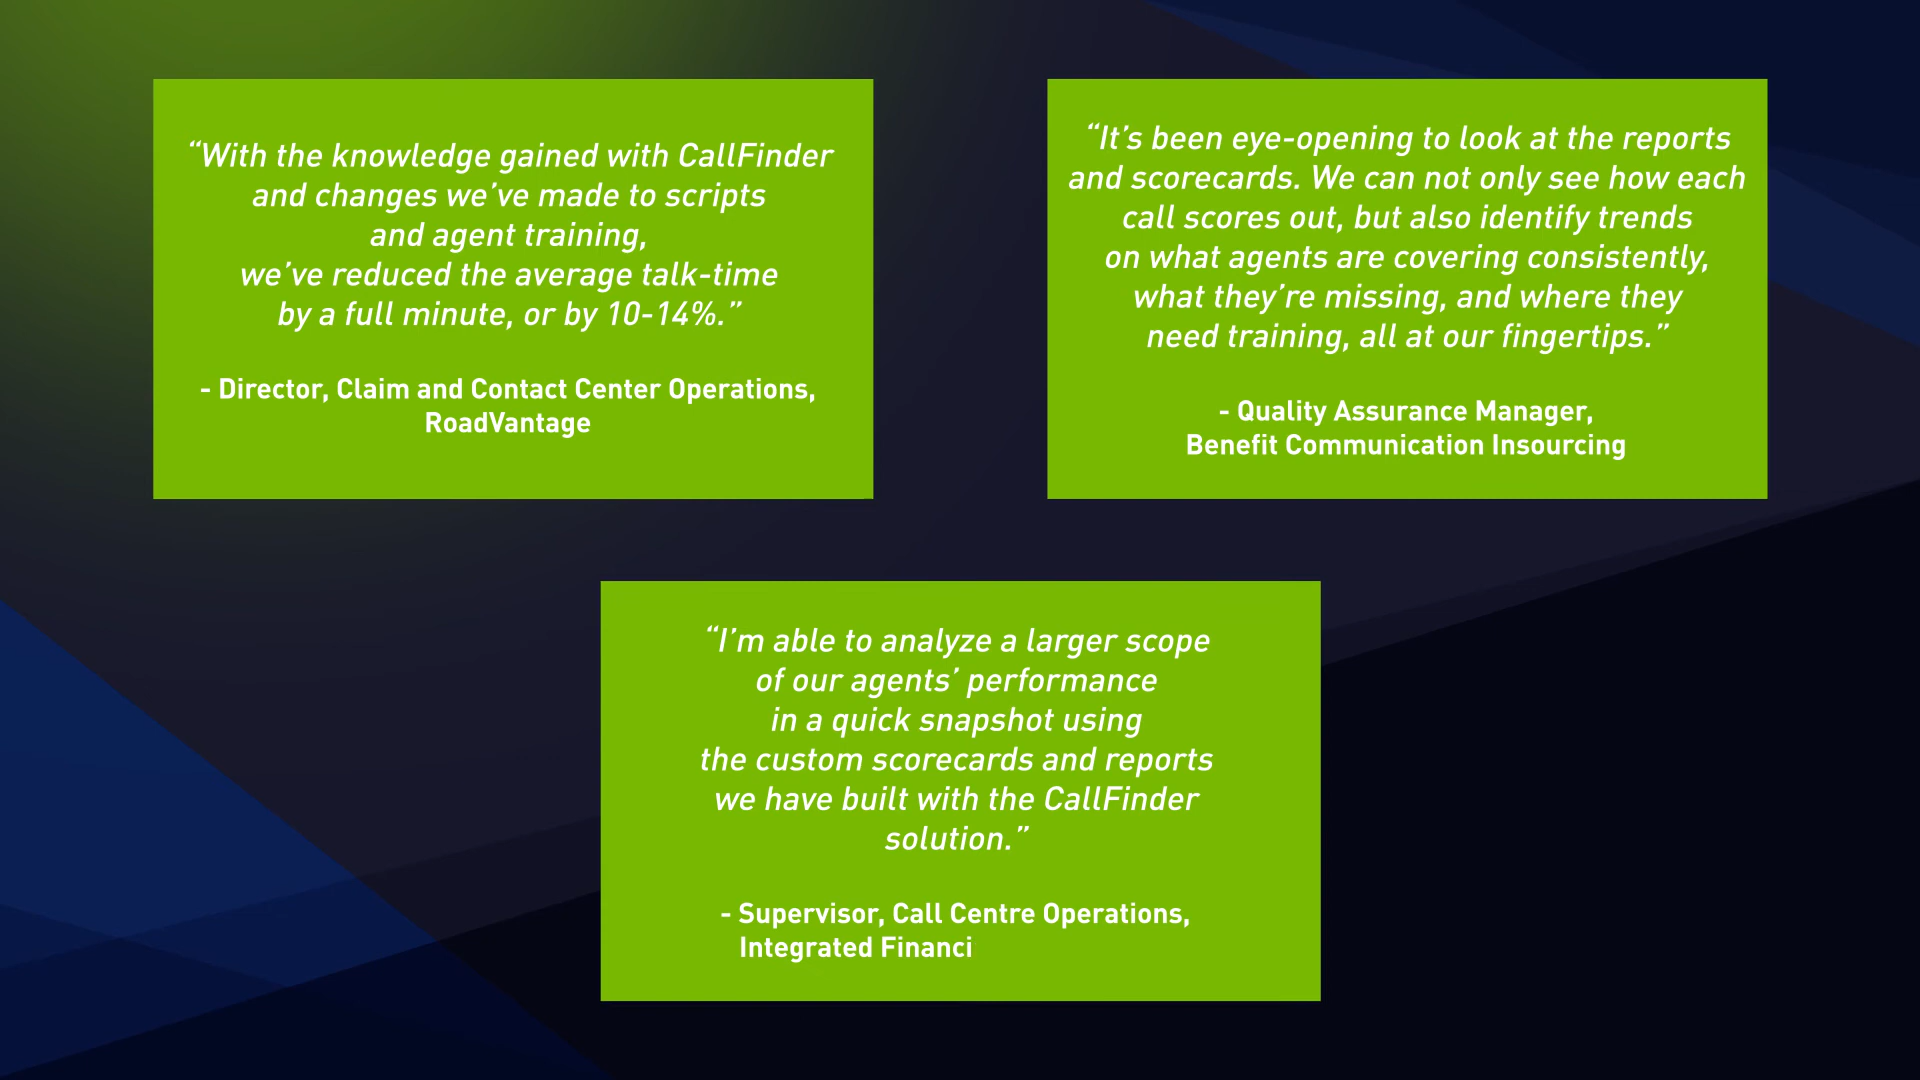 “With the knowledge gained with CallFinder
and changes we’ve made to scripts
and agent training,
we’ve reduced the average talk-time
by a full minute, or by 10-14%.”
- Director, Claim and Contact Center Operations,
RoadVantage
“It’s been eye-opening to look at the reports
and scorecards. We can not only see how each
call scores out, but also identify trends
on what agents are covering consistently,
what they’re missing, and where they
need training, all at our fingertips.”
- Quality Assurance Manager,
Benefit Communication Insourcing
“I’m able to analyze a larger scope
of our agents’ performance
in a quick snapshot using
the custom scorecards and reports
we have built with the CallFinder
solution.”
- Supervisor, Call Centre Operations,
Integrated Financi